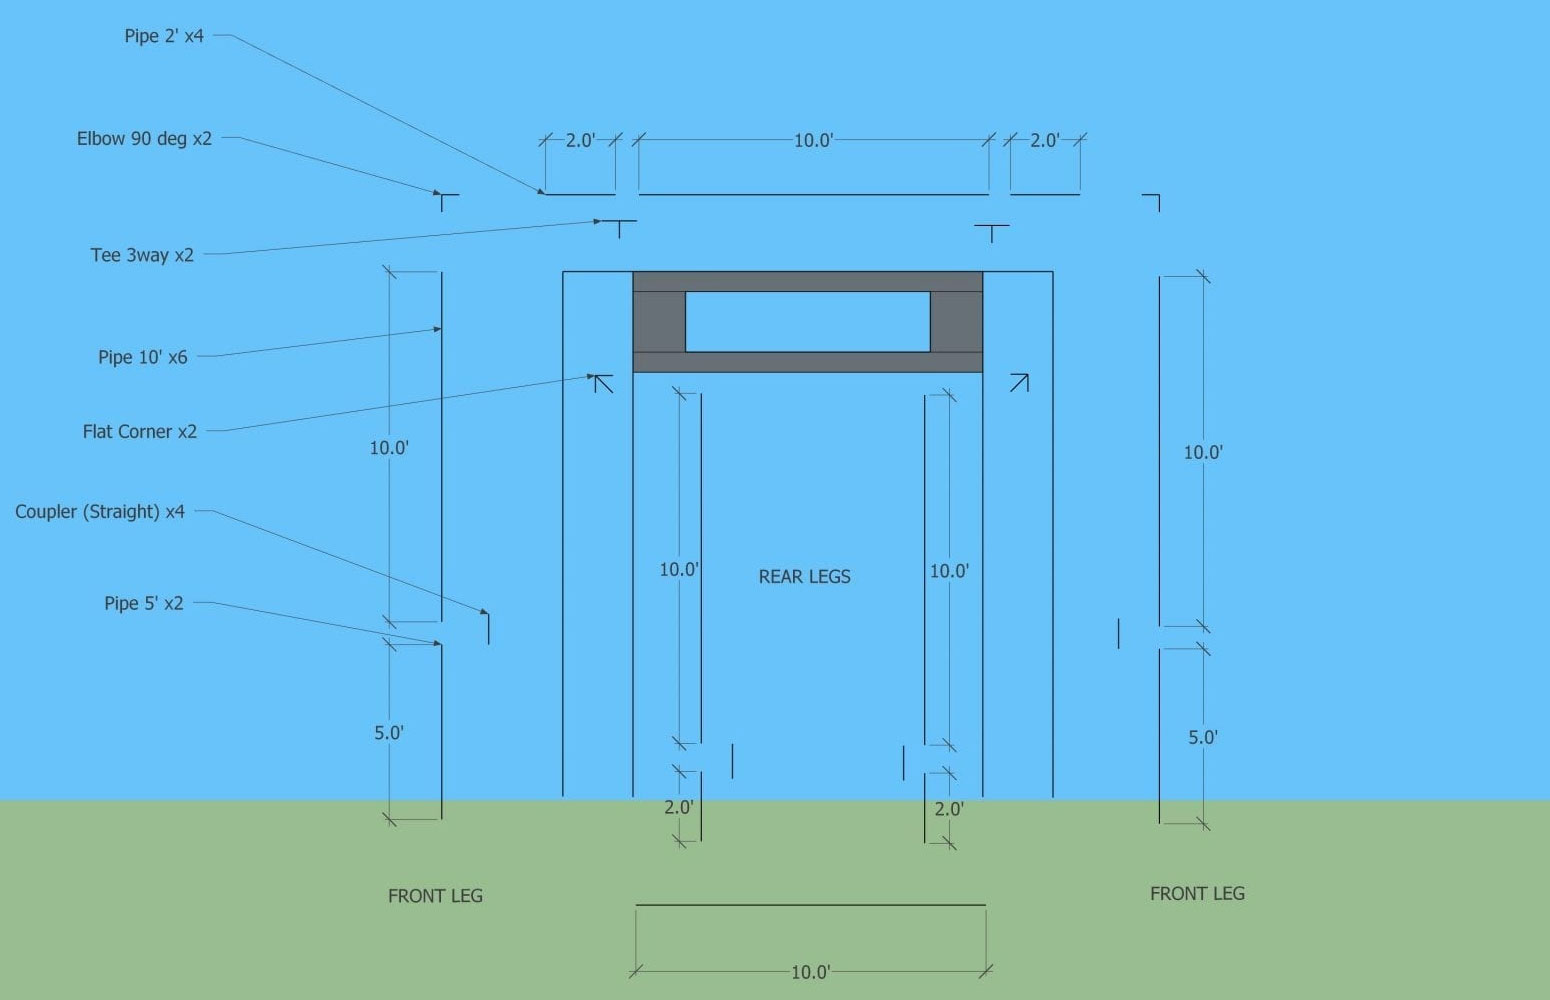 Pipe 2' x4
Elbow 90 deg x2
2.0'
10.0'
2.0'
Tee 3way x2
Pipe 10' x6
Flat Corner x2
10.0'
10.0'
Coupler (Straight) x4
10.0'
REAR LEGS
10.0'
Pipe 5' x2
5.0'
5.0'
2.0'
2.0'
FRONT LEG
FRONT LEG
10.0'